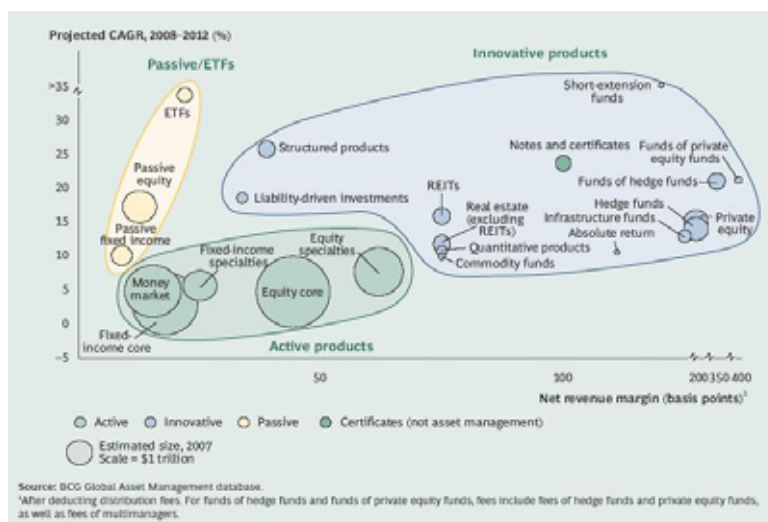 Projected CAGR, 2008–2012 (%)
Innovative products
Passive/ETFs
>35
Short-extension
funds
ETFs
30
Structured products
Notes and certificates
Funds of private
equity funds
25
Passive
equity
Funds of hedge funds
20
Liability-driven investments
REITs
Real estate
(excluding
REITs)
Hedge funds
Infrastructure funds
Private
equity
15
Passive
fixed income
Fixed-income
specialties
Equity
specialties
Absolute return
Quantitative products
10
Commodity funds
5
Money
market
Equity core
0
Fixed-
income core
Active products
–5
50
100
200 350 400
Net revenue margin (basis points)¹
Active
Innovative
Passive
Certificates (not asset management)
Estimated size, 2007
Scale = $1 trillion
Source: BCG Global Asset Management database.
¹After deducting distribution fees. For funds of hedge funds and funds of private equity funds, fees include fees of hedge funds and private equity funds,
as well as fees of multimanagers.